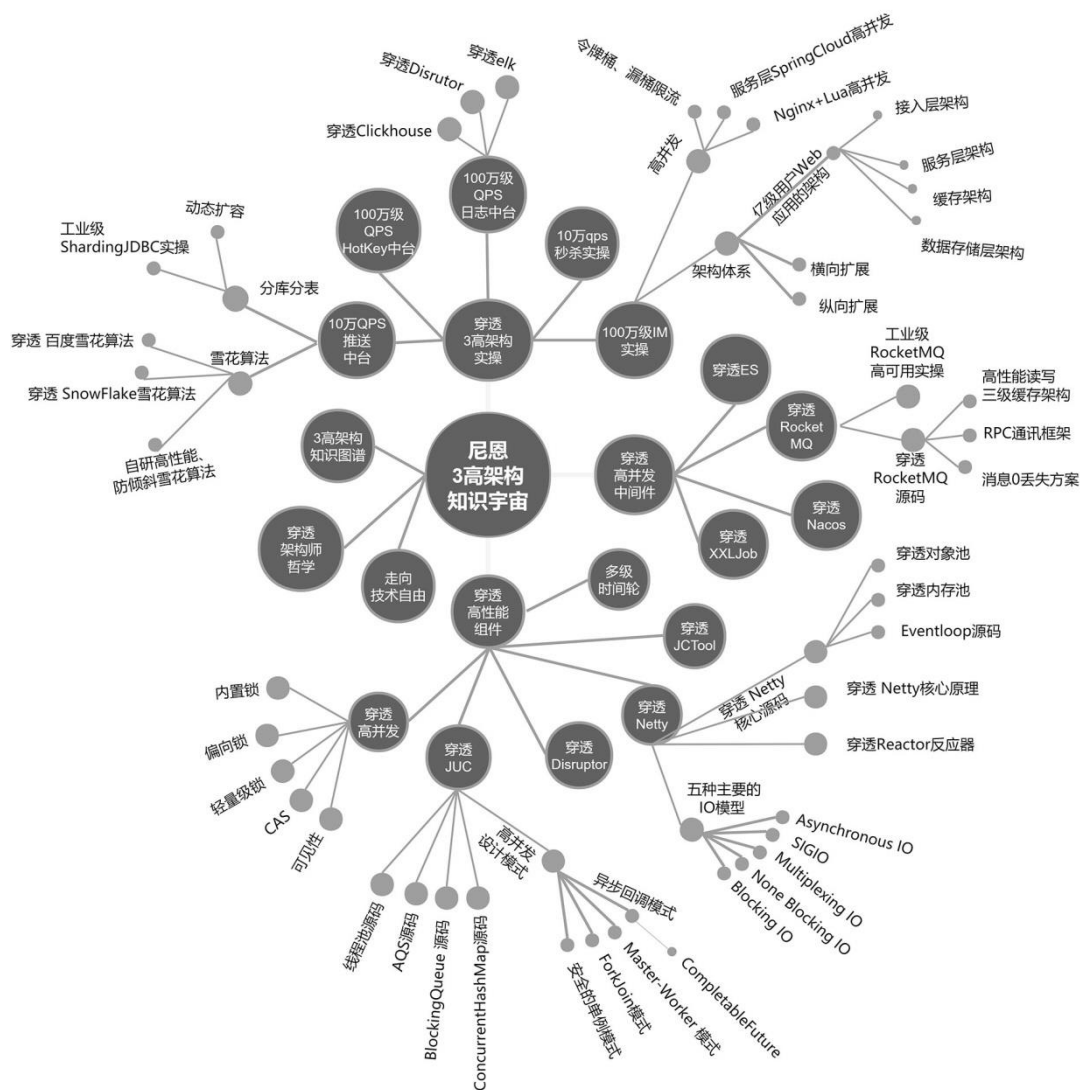 穿透elk
穿透Disrutor
穿透Clickhouse
100万级
QPS
日志中台
100万级
QPS
HotKey中台
10万qps
秒杀实操
令牌桶、漏桶限流
服务层SpringCloud高并发
Nginx+Lua高并发
高并发
亿级用户Web
应用的架构
接入层架构
服务层架构
缓存架构
数据存储层架构
架构体系
横向扩展
纵向扩展
动态扩容
工业级
ShardingJDBC实操
分库分表
10万QPS
推送
中台
穿透
3高架构
实操
100万级IM
实操
穿透 百度雪花算法
雪花算法
穿透 SnowFlake雪花算法
自研高性能、
防倾斜雪花算法
3高架构
知识图谱
尼恩
3高架构
知识宇宙
穿透
高并发
中间件
穿透ES
穿透
Rocket
MQ
工业级
RocketMQ
高可用实操
高性能读写
三级缓存架构
RPC通讯框架
消息0丢失方案
穿透
RocketMQ
源码
穿透
Nacos
穿透
XXLJob
穿透
架构师
哲学
走向
技术自由
穿透
高性能
组件
多级
时间轮
穿透
JCTool
穿透对象池
穿透内存池
Eventloop源码
穿透 Netty
核心源码
穿透 Netty核心原理
穿透Reactor反应器
穿透
Netty
五种主要的
IO模型
Asynchronous IO
SIGIO
Multiplexing IO
None Blocking IO
Blocking IO
内置锁
偏向锁
轻量级锁
CAS
可见性
穿透
高并发
穿透
JUC
穿透
Disruptor
高并发
设计模式
线程池源码
AQS源码
BlockingQueue 源码
ConcurrentHashMap源码
异步回调模式
安全的单例模式
ForkJoin模式
Master-Worker 模式
CompletableFuture